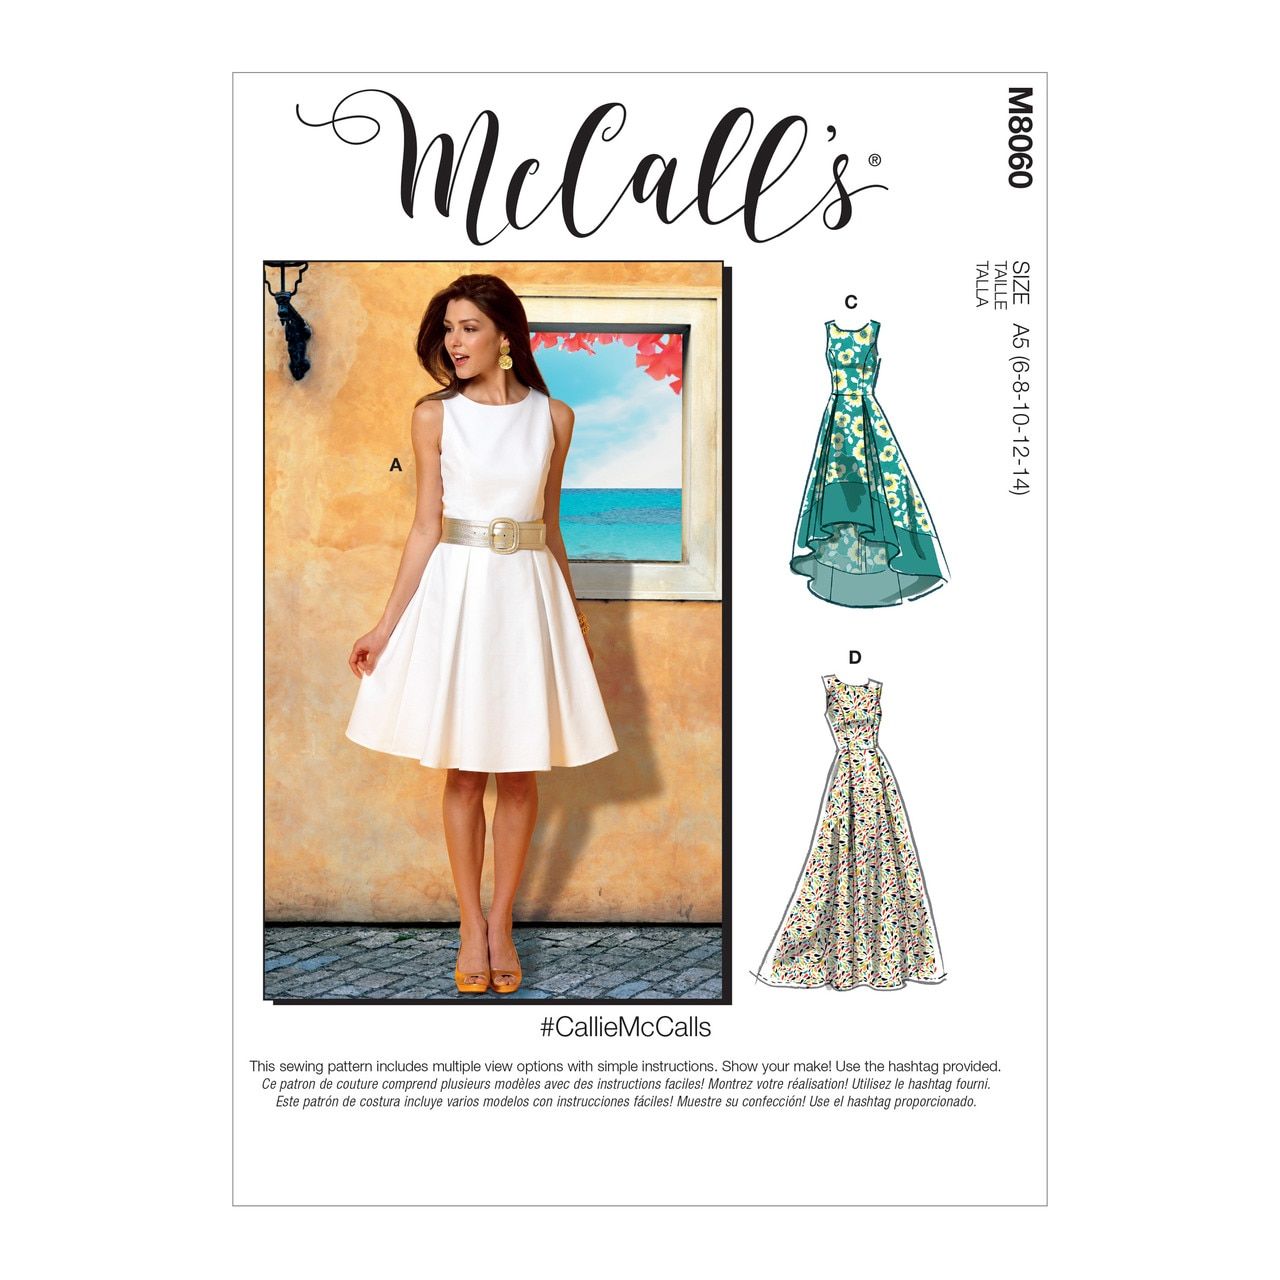 McCall's®
M8060
SIZE A5 (6-8-10-12-14)
TAILLE
TALLA
A
C
D
#CallieMcCalls
This sewing pattern includes multiple view options with simple instructions. Show your make! Use the hashtag provided.
Ce patron de couture comprend plusieurs modèles avec des instructions faciles! Montrez votre réalisation! Utilisez le hashtag fourni.
Este patrón de costura incluye varios modelos con instrucciones fáciles! Muestre su confección! Use el hashtag proporcionado.